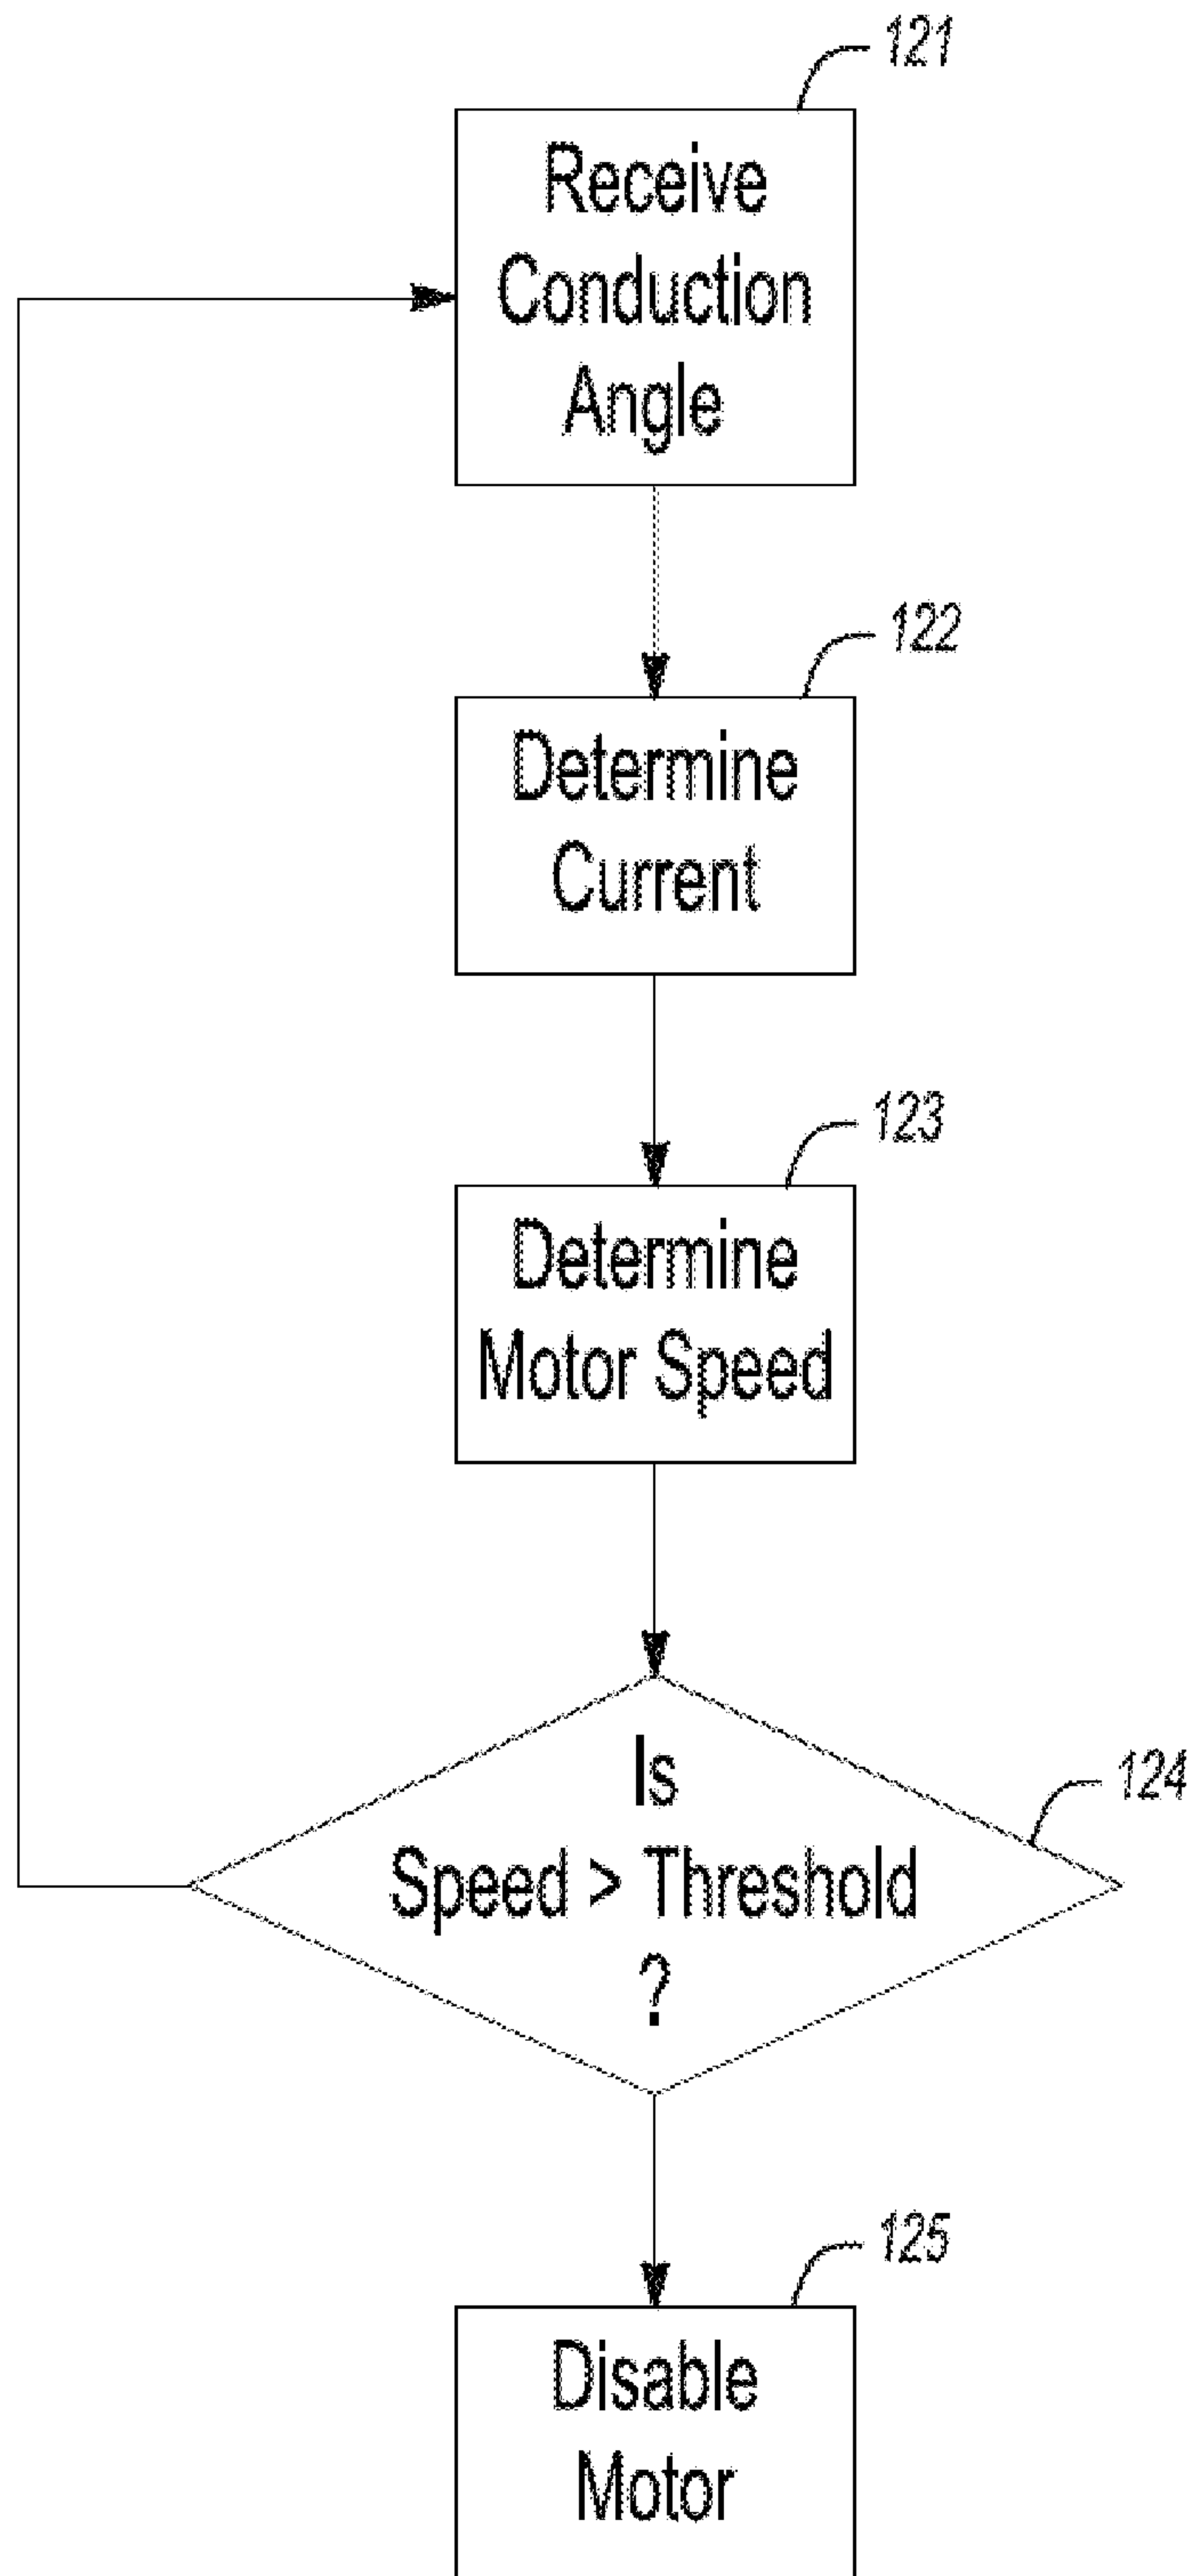 121
Receive
Conduction
Angle
122
Determine
Current
123
Determine
Motor Speed
124
Is
Speed > Threshold
?
125
Disable
Motor